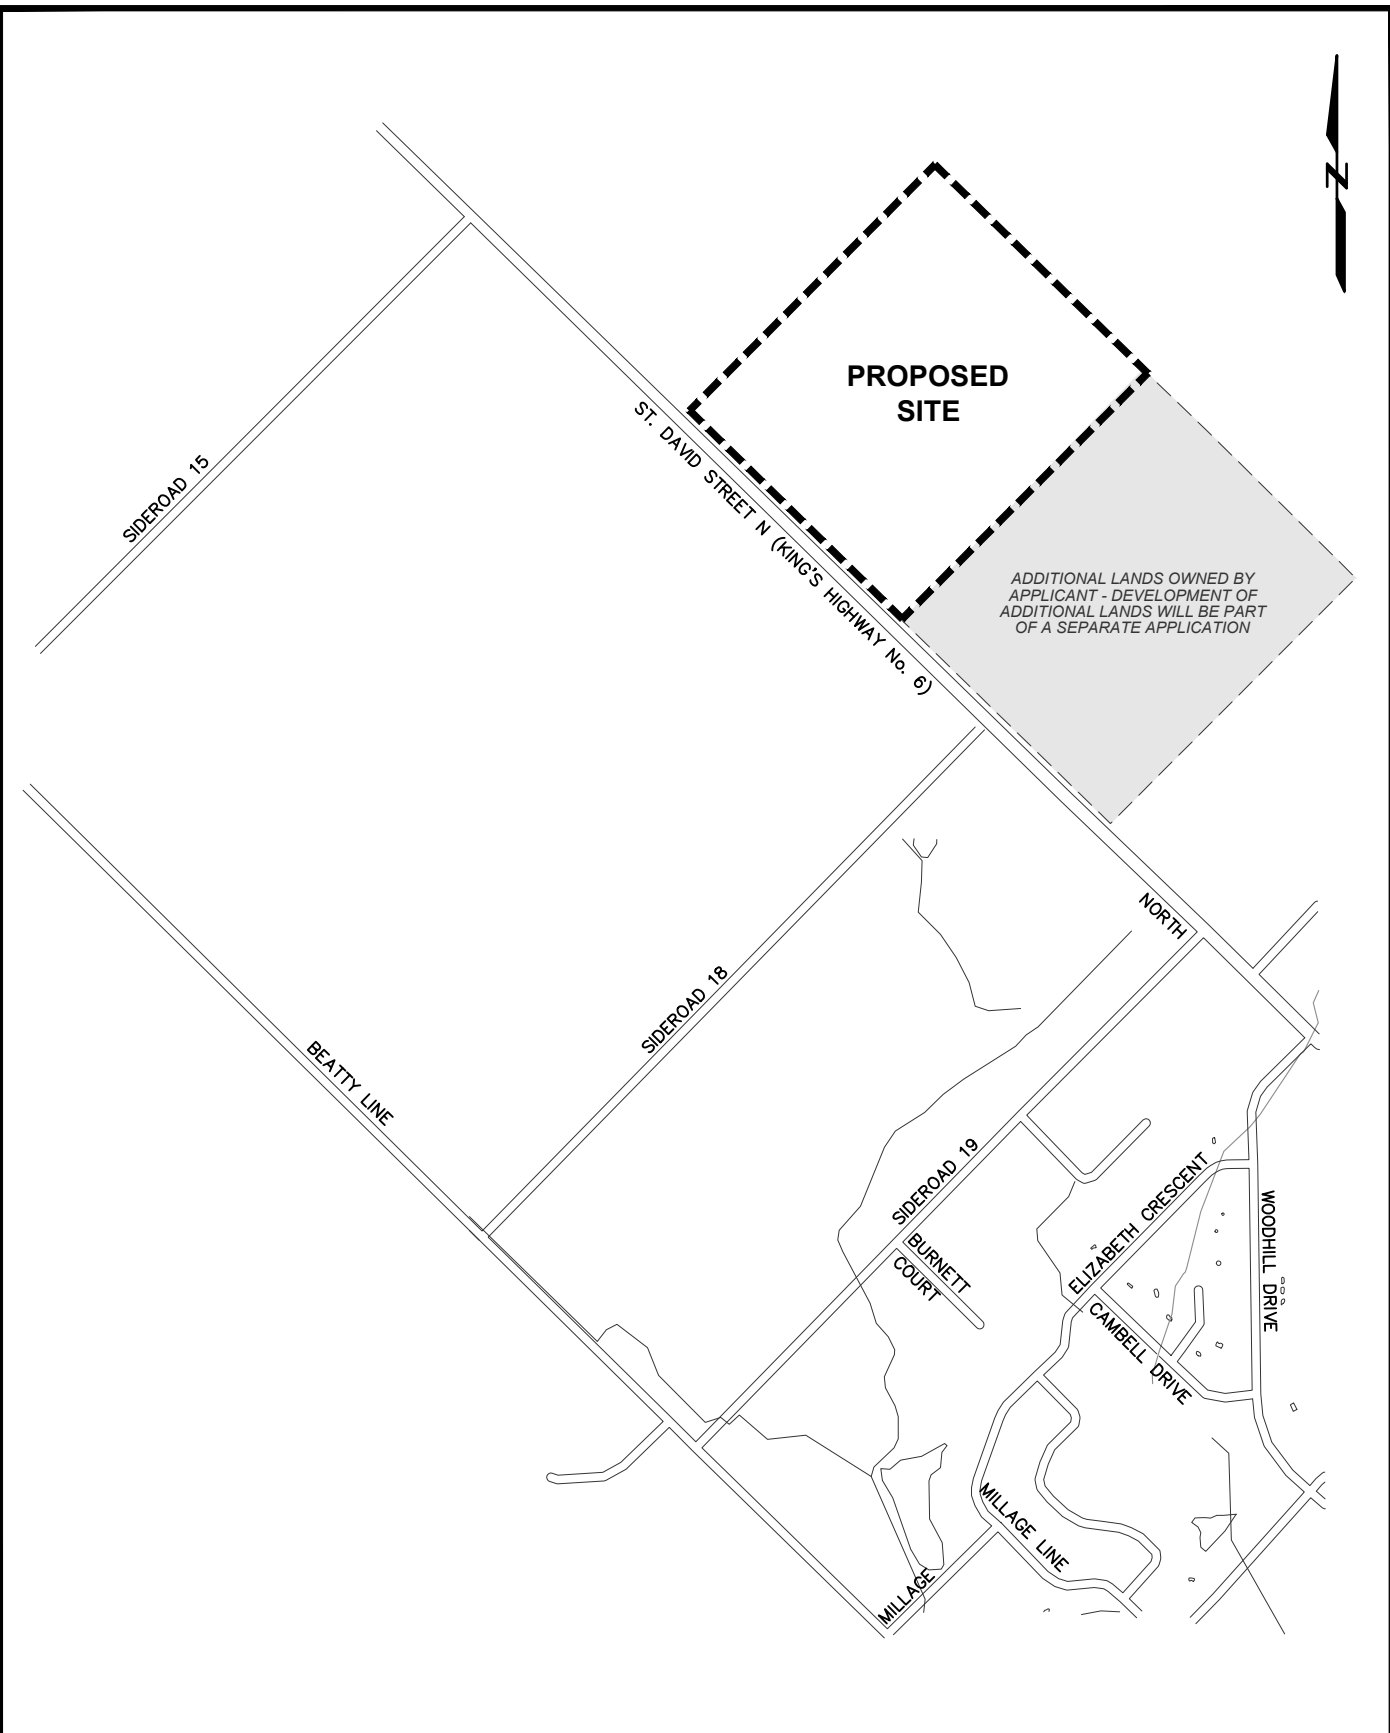 N
PROPOSED
SITE
ST. DAVID STREET N (KING'S HIGHWAY No. 6)
SIDEROAD 15
ADDITIONAL LANDS OWNED BY
APPLICANT - DEVELOPMENT OF
ADDITIONAL LANDS WILL BE PART
OF A SEPARATE APPLICATION
NORTH
SIDEROAD 18
BEATTY LINE
SIDEROAD 19
BURNETT
COURT
ELIZABETH CRESCENT
WOODHILL DRIVE
CAMBELL DRIVE
MILLAGE LINE
MILLAGE